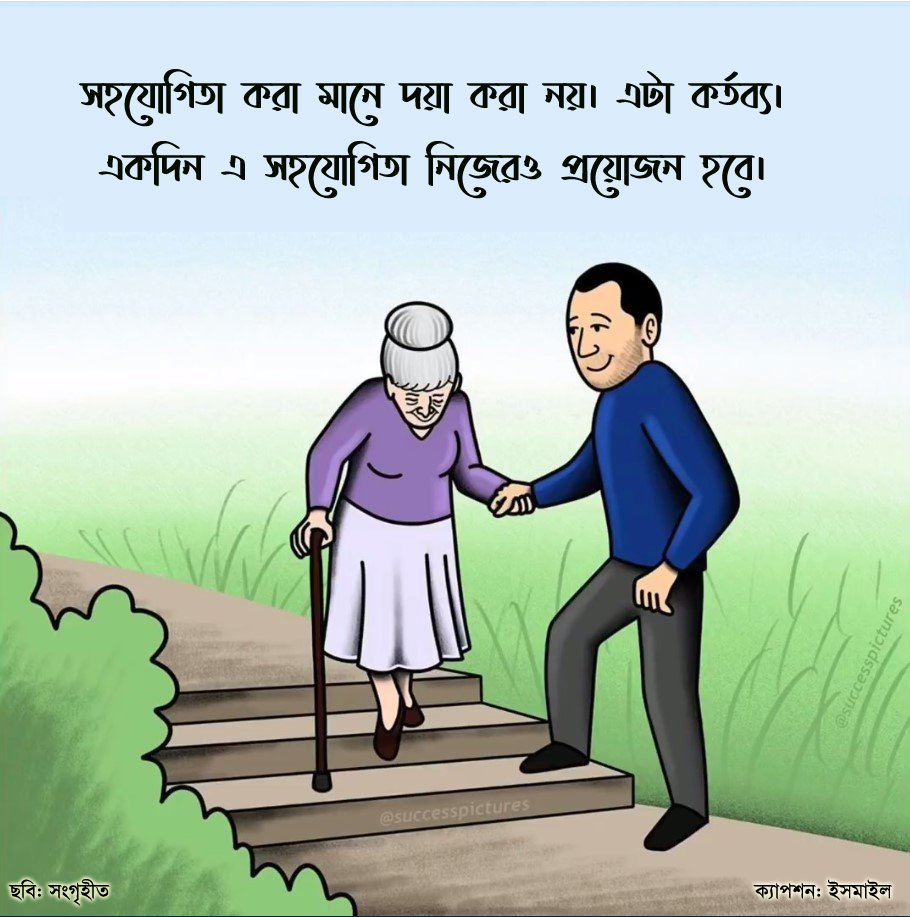 সহযোগিতা করা মানে দয়া করা নয়। এটা কর্তব্য।
একদিন এ সহযোগিতা নিজেরও প্রয়োজন হবে।
@successpictures
@successpictures
ছবি: সংগৃহীত
ক্যাপশন: ইসমাইল